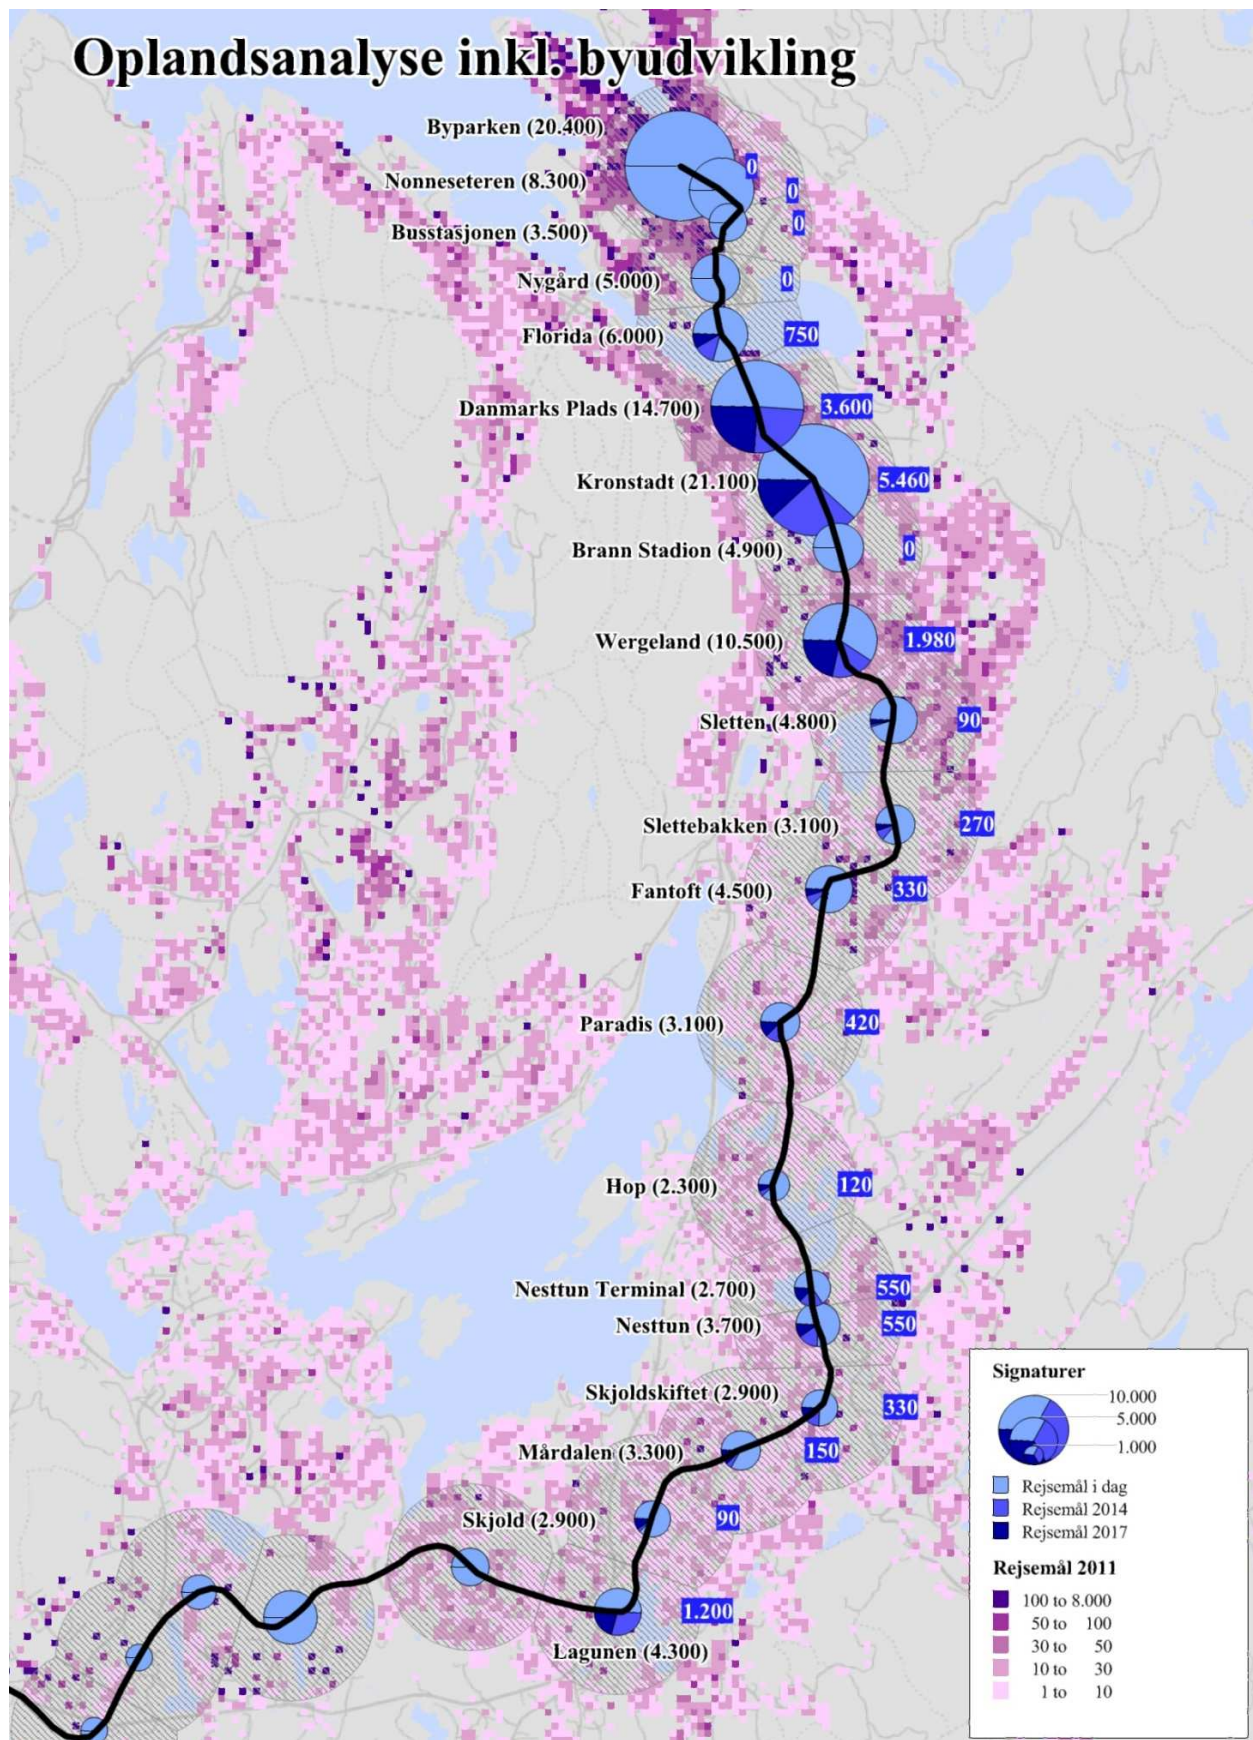 Oplandsanalyse inkl. byudvikling
Byparken (20.400)
0
Nonneseteren (8.300)
0
Busstasjonen (3.500)
0
Nygård (5.000)
0
Florida (6.000)
750
Danmarks Plads (14.700)
3.600
Kronstadt (21.100)
5.460
Brann Stadion (4.900)
0
Wergeland (10.500)
1.980
Sletten (4.800)
90
Slettebakken (3.100)
270
Fantoft (4.500)
330
Paradis (3.100)
420
Hop (2.300)
120
Nesttun Terminal (2.700)
550
Nesttun (3.700)
550
Skjoldskiftet (2.900)
330
Mårdalen (3.300)
150
Skjold (2.900)
90
1.200
Lagunen (4.300)
Signaturer
10.000
5.000
1.000
Rejsemål i dag
Rejsemål 2014
Rejsemål 2017
Rejsemål 2011
100 to 8.000
50 to 100
30 to 50
10 to 30
1 to 10